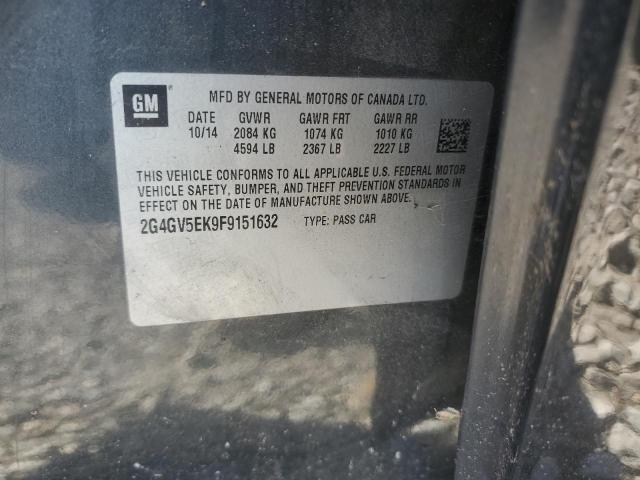 GM
MFD BY GENERAL MOTORS OF CANADA LTD.
DATE GVWR GAWR FRT GAWR RR
10/14 2084 KG 1074 KG 1010 KG
4594 LB 2367 LB 2227 LB
THIS VEHICLE CONFORMS TO ALL APPLICABLE U.S. FEDERAL MOTOR
VEHICLE SAFETY, BUMPER, AND THEFT PREVENTION STANDARDS IN
EFFECT ON THE DATE OF MANUFACTURE SHOWN ABOVE.
2G4GV5EK9F9151632 TYPE: PASS CAR